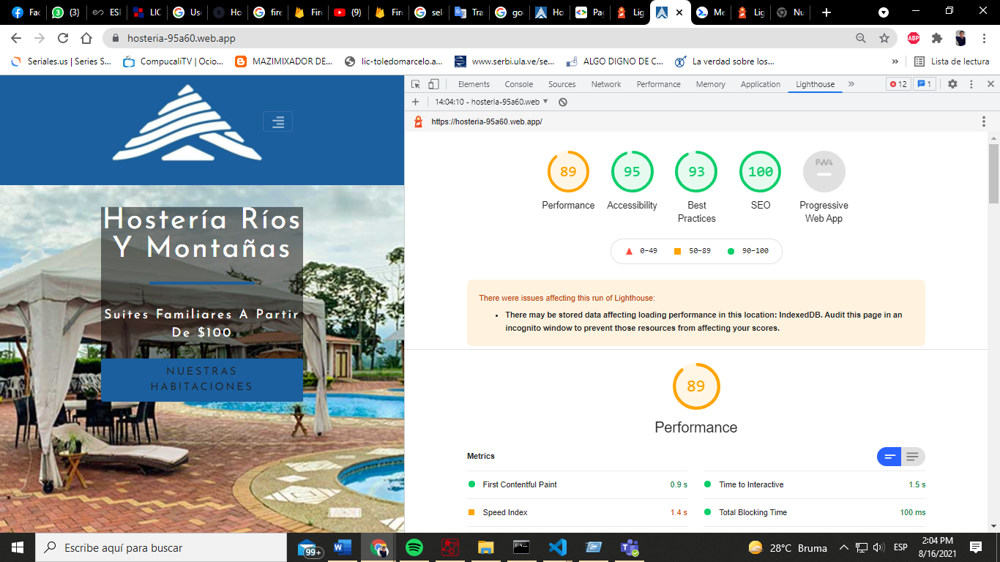 Fac
(3)
ESI
LIC
Use
Ho
fire
Fire
(9)
Fire
sele
Tra
goo
Ho
Pag
Lig
Me
Lig
Nu
hosteria-95a60.web.app
ABP
Seriales.us | Series S...
CompucaliTV | Ocio...
MAZIMIXADOR DE...
lic-toledomarcelo.a...
www.serbi.ula.ve/se...
ALGO DIGNO DE C...
La verdad sobre los...
»
Lista de lectura
Elements Console Sources Network Performance Memory Application Lighthouse » 12 1
14:04:10 - hosteria-95a60.web
https://hosteria-95a60.web.app/
Hostería Ríos
Y Montañas
Suites Familiares A Partir
De $100
NUESTRAS
HABITACIONES
89 95 93 100 PWA
Performance Accessibility Best Practices SEO Progressive Web App
0–49 50–89 90–100
There were issues affecting this run of Lighthouse:
• There may be stored data affecting loading performance in this location: IndexedDB. Audit this page in an
incognito window to prevent those resources from affecting your scores.
89
Performance
Metrics
First Contentful Paint 0.9 s Time to Interactive 1.5 s
Speed Index 1.4 s Total Blocking Time 100 ms
Escribe aquí para buscar
99+
28°C Bruma
ESP
2:04 PM
8/16/2021